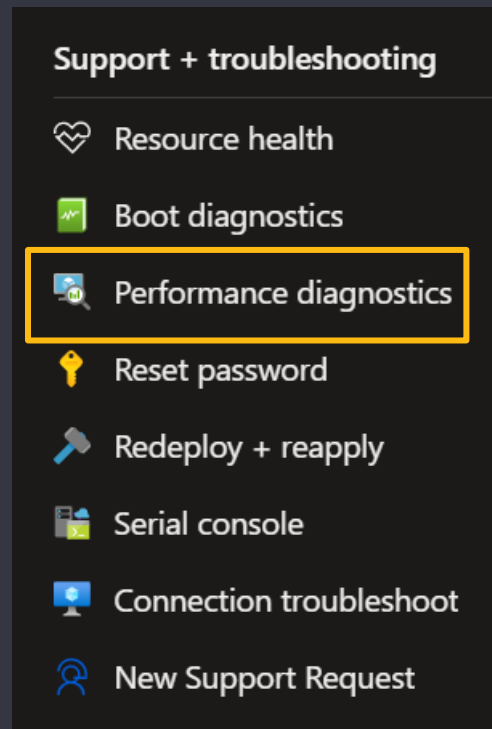 Support + troubleshooting
Resource health
Boot diagnostics
Performance diagnostics
Reset password
Redeploy + reapply
Serial console
Connection troubleshoot
New Support Request